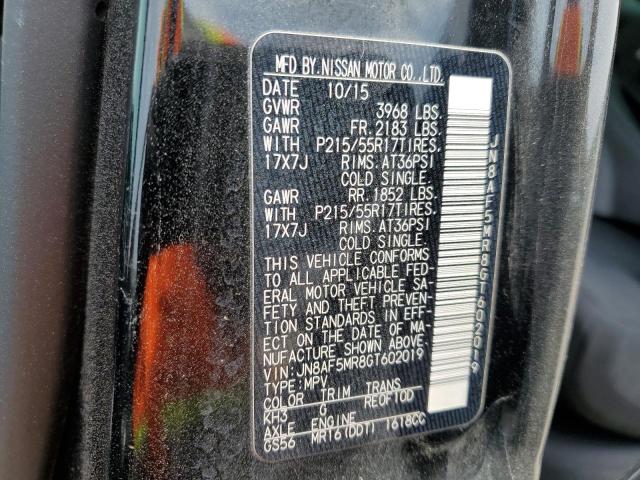 MFD BY.NISSAN MOTOR CO.,LTD.
DATE 10/15
GVWR 3968 LBS.
GAWR FR.2183 LBS.
WITH P215/55R17TIRES.
17X7J RIMS.AT36PSI
COLD SINGLE.
GAWR RR.1852 LBS.
WITH P215/55R17TIRES.
17X7J RIMS.AT36PSI
COLD SINGLE.
THIS VEHICLE CONFORMS
TO ALL APPLICABLE FED-
ERAL MOTOR VEHICLE SA-
FETY AND THEFT PREVEN-
TION STANDARDS IN EFF-
ECT ON THE DATE OF MA-
NUFACTURE SHOWN ABOVE.
VIN:JN8AF5MR8GT602019
TYPE:MPV
COLOR TRIM TRANS
KH3 G RE0F10D
AXLE ENGINE
GS56 MR16(DDT) 1618CC
JN8AF5MR8GT602019